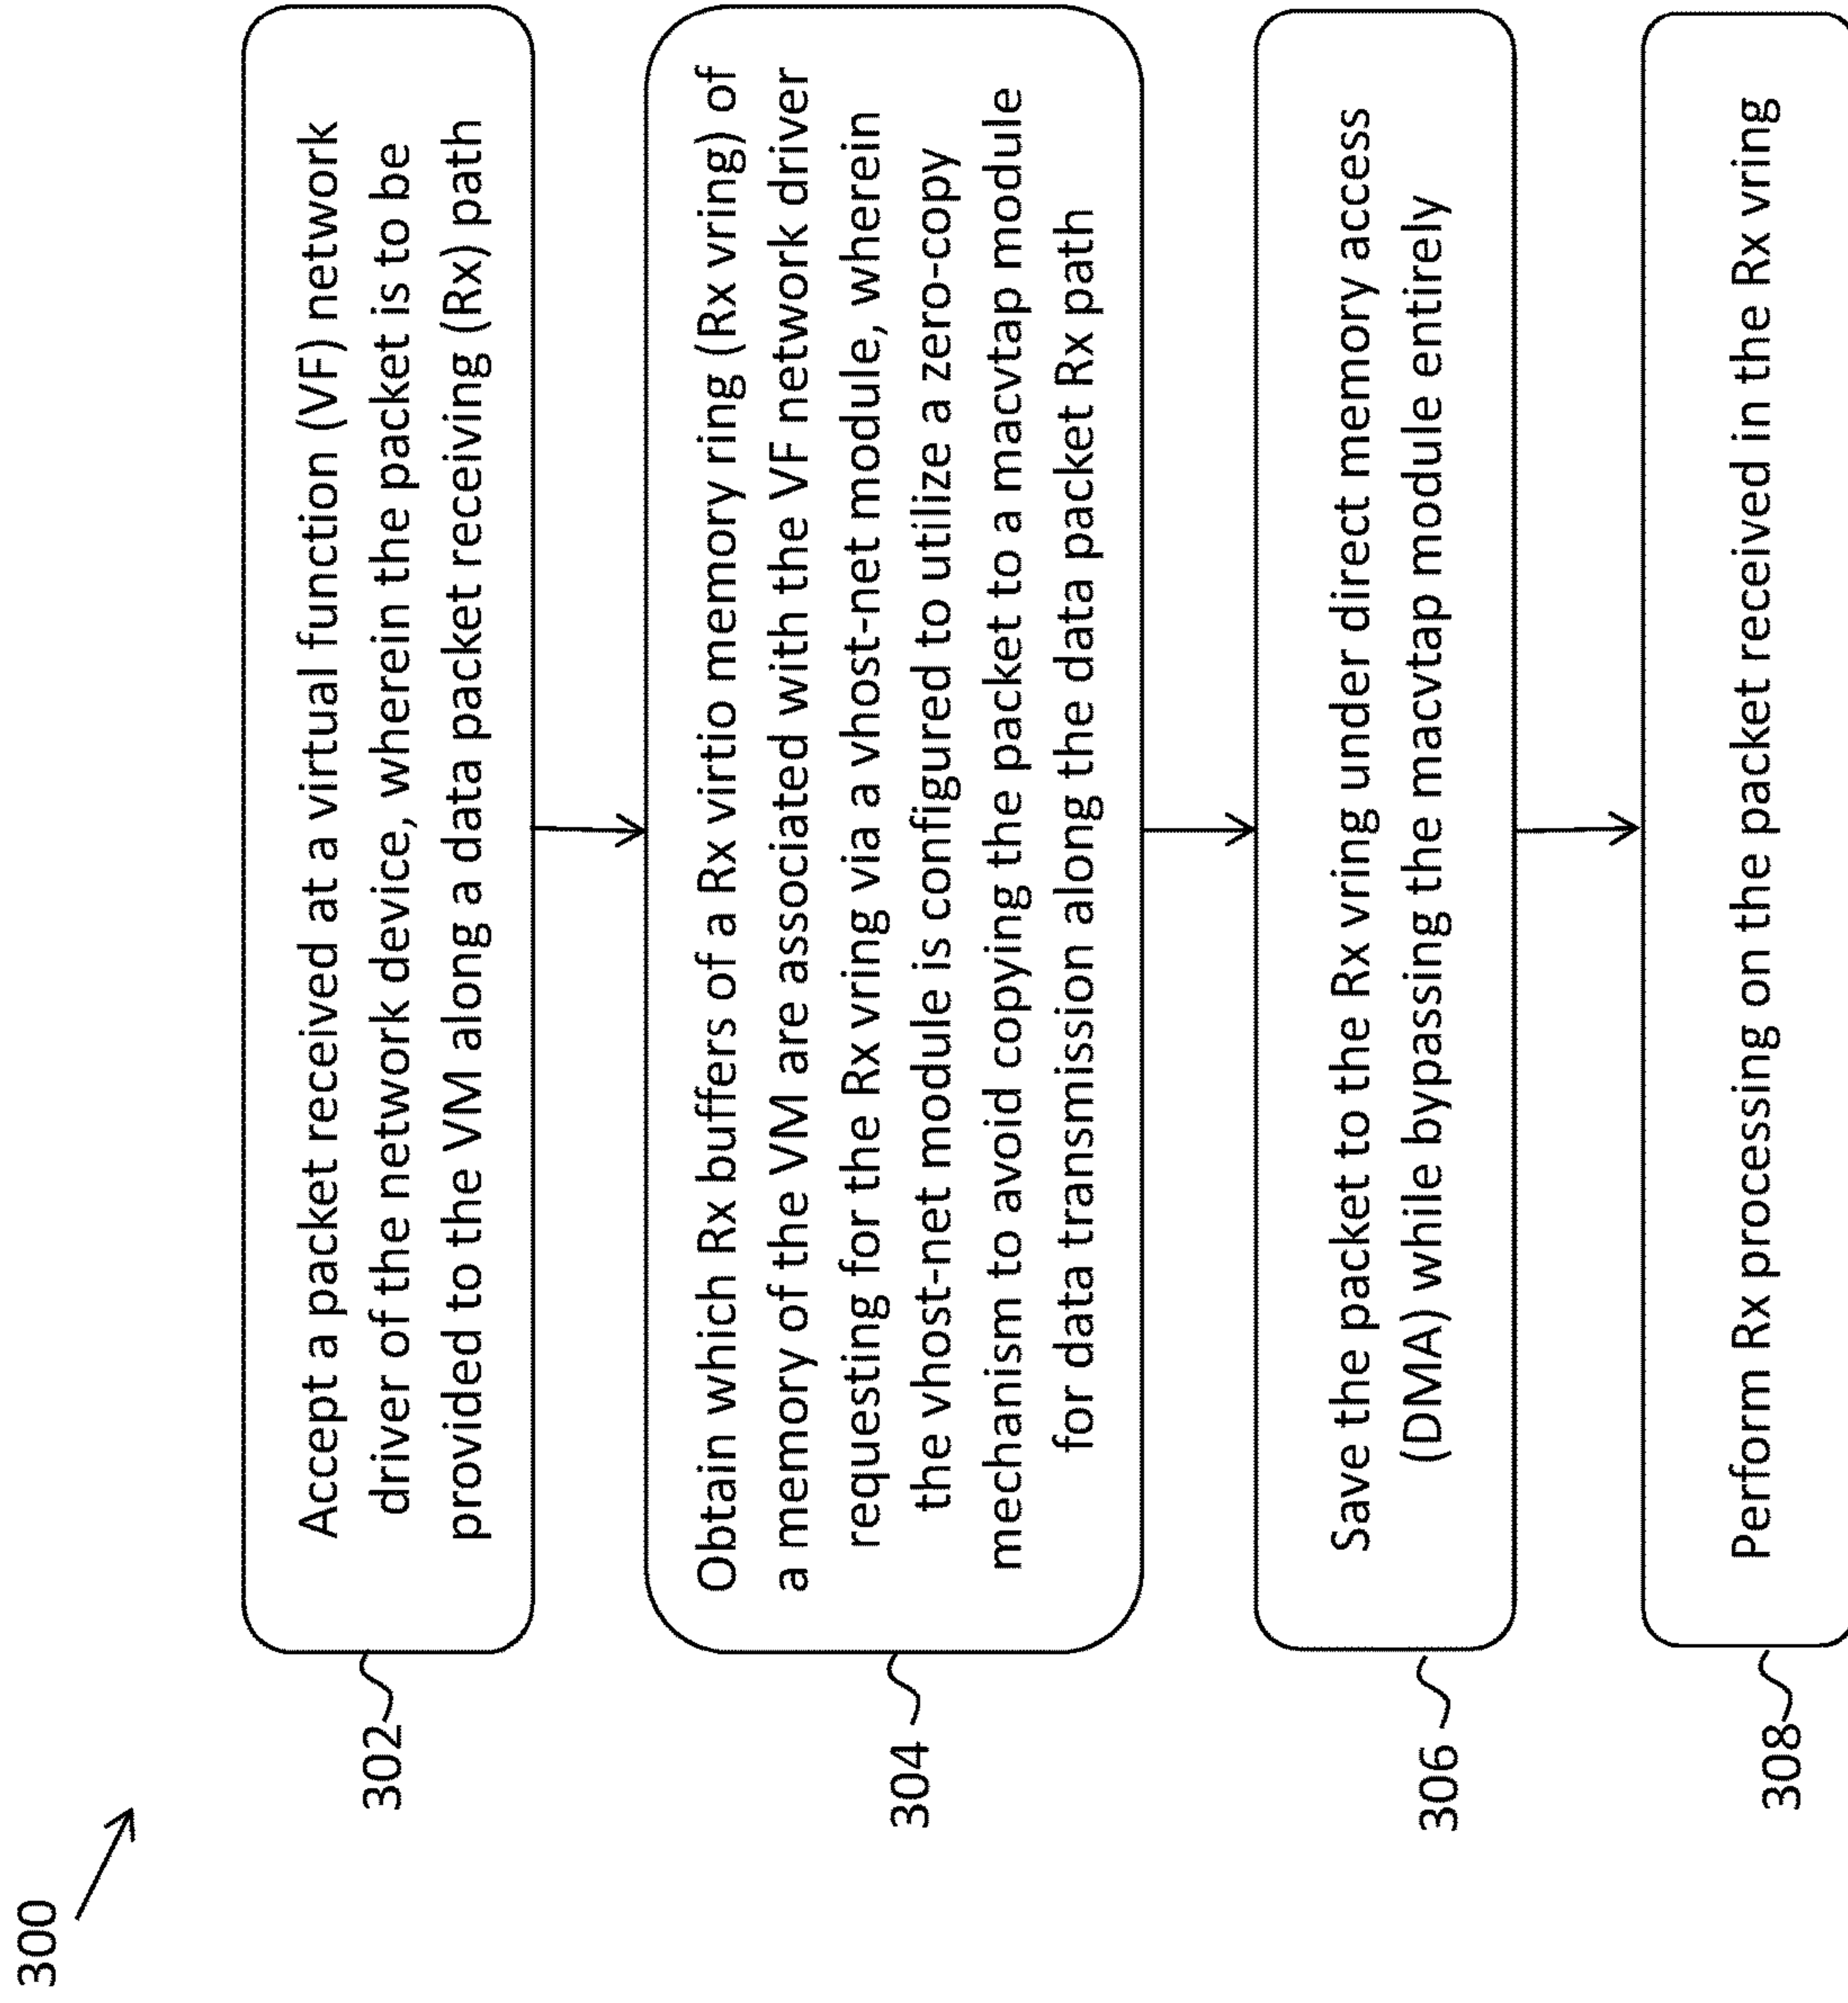 300
302
Accept a packet received at a virtual function (VF) network
driver of the network device, wherein the packet is to be
provided to the VM along a data packet receiving (Rx) path
304
Obtain which Rx buffers of a Rx virtio memory ring (Rx vring) of
a memory of the VM are associated with the VF network driver
requesting for the Rx vring via a vhost-net module, wherein
the vhost-net module is configured to utilize a zero-copy
mechanism to avoid copying the packet to a macvtap module
for data transmission along the data packet Rx path
306
Save the packet to the Rx vring under direct memory access
(DMA) while bypassing the macvtap module entirely
308
Perform Rx processing on the packet received in the Rx vring